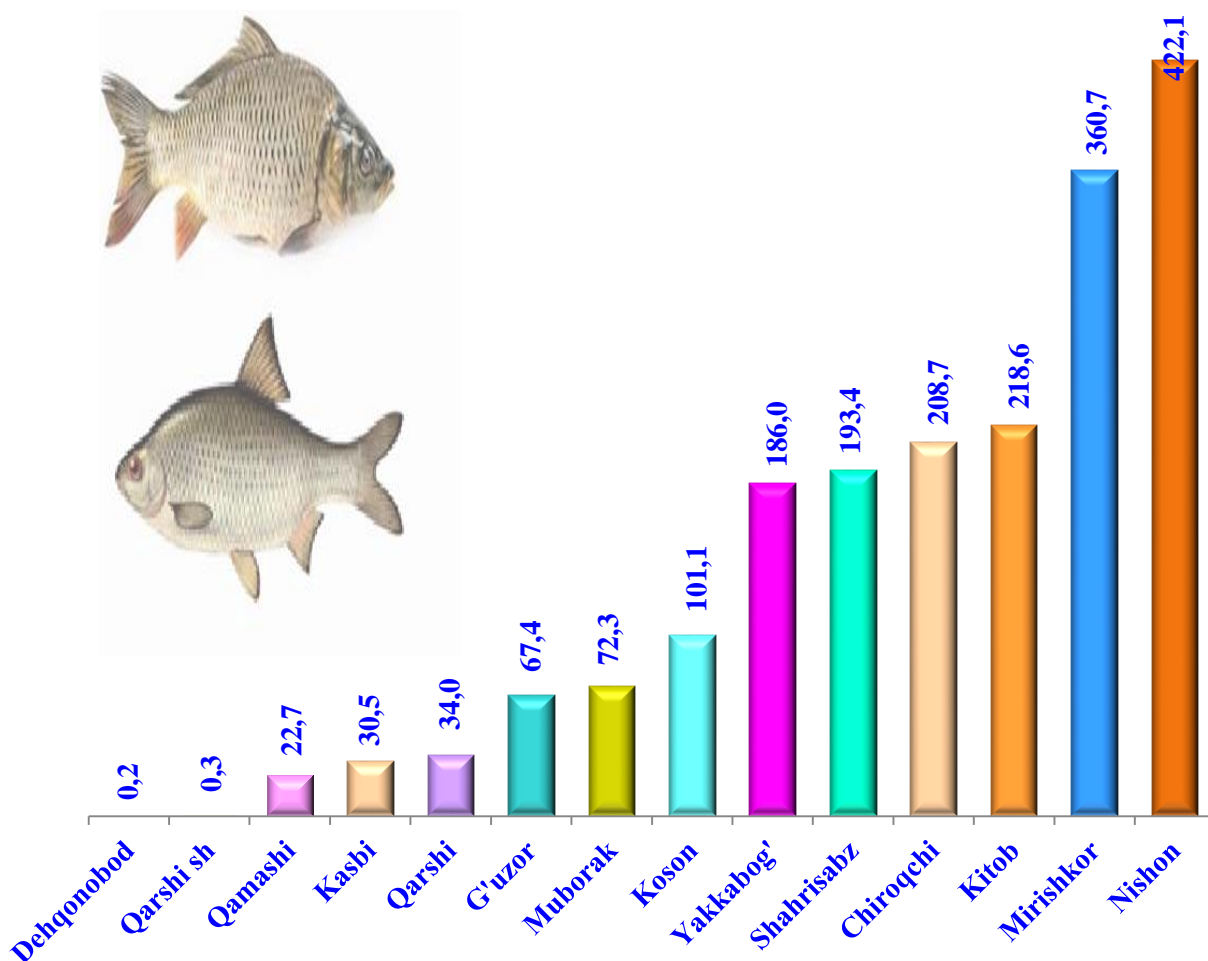 0,2
0,3
22,7
30,5
34,0
67,4
72,3
101,1
186,0
193,4
208,7
218,6
360,7
422,1
Dehqonobod
Qarshi sh
Qamashi
Kasbi
Qarshi
G'uzor
Muborak
Koson
Yakkabog'
Shahrisabz
Chiroqchi
Kitob
Mirishkor
Nishon